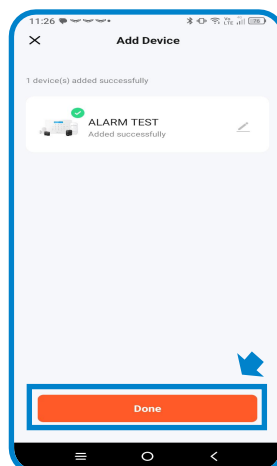 11:26
Add Device
1 device(s) added successfully
ALARM TEST
Added successfully
Done